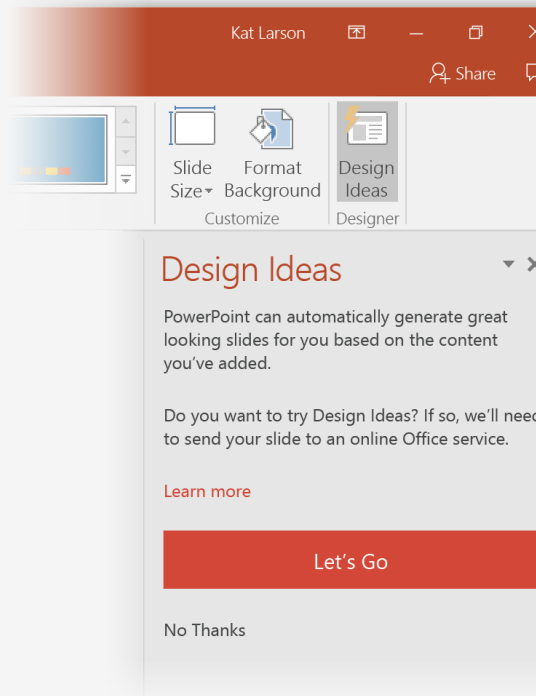 Kat Larson
Share
Slide
Size
Format
Background
Design
Ideas
Customize
Designer
Design Ideas
PowerPoint can automatically generate great
looking slides for you based on the content
you’ve added.
Do you want to try Design Ideas? If so, we’ll need
to send your slide to an online Office service.
Learn more
Let’s Go
No Thanks